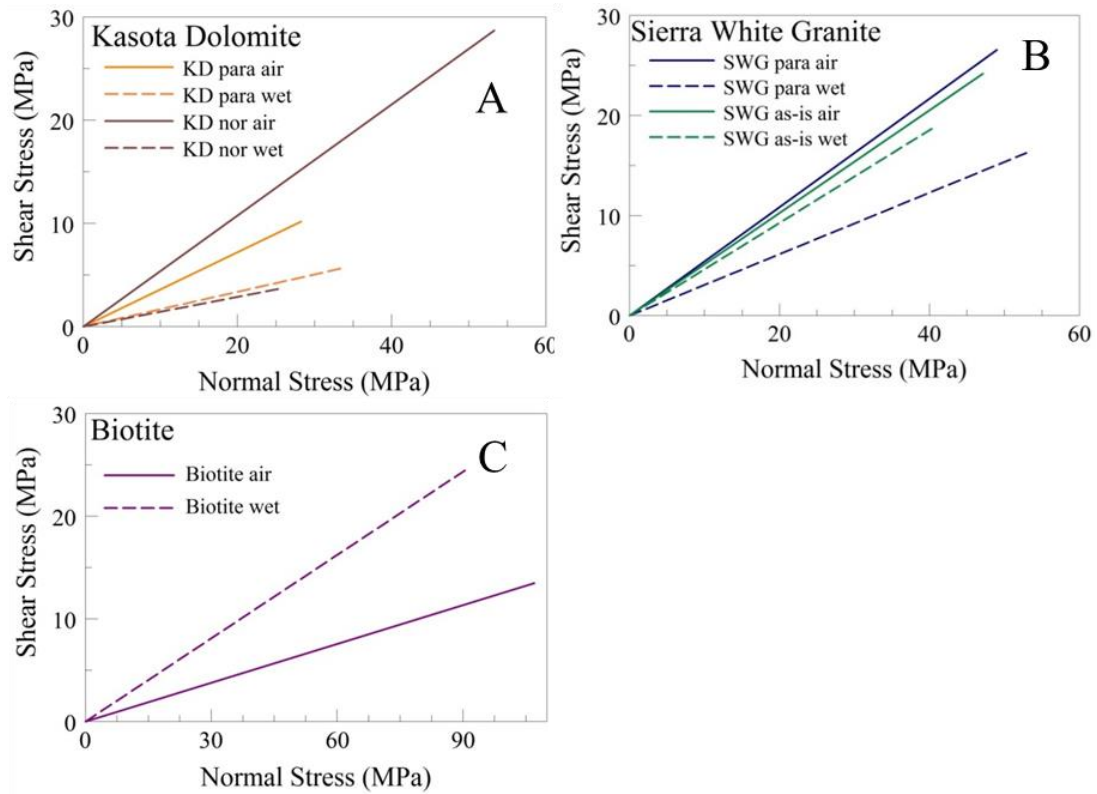 Kasota Dolomite
KD para air
KD para wet
KD nor air
KD nor wet
A
30
20
10
0
Shear Stress (MPa)
0 20 40 60
Normal Stress (MPa)
Sierra White Granite
SWG para air
SWG para wet
SWG as-is air
SWG as-is wet
B
30
20
10
0
Shear Stress (MPa)
0 20 40 60
Normal Stress (MPa)
Biotite
Biotite air
Biotite wet
C
30
20
10
0
Shear Stress (MPa)
0 30 60 90
Normal Stress (MPa)